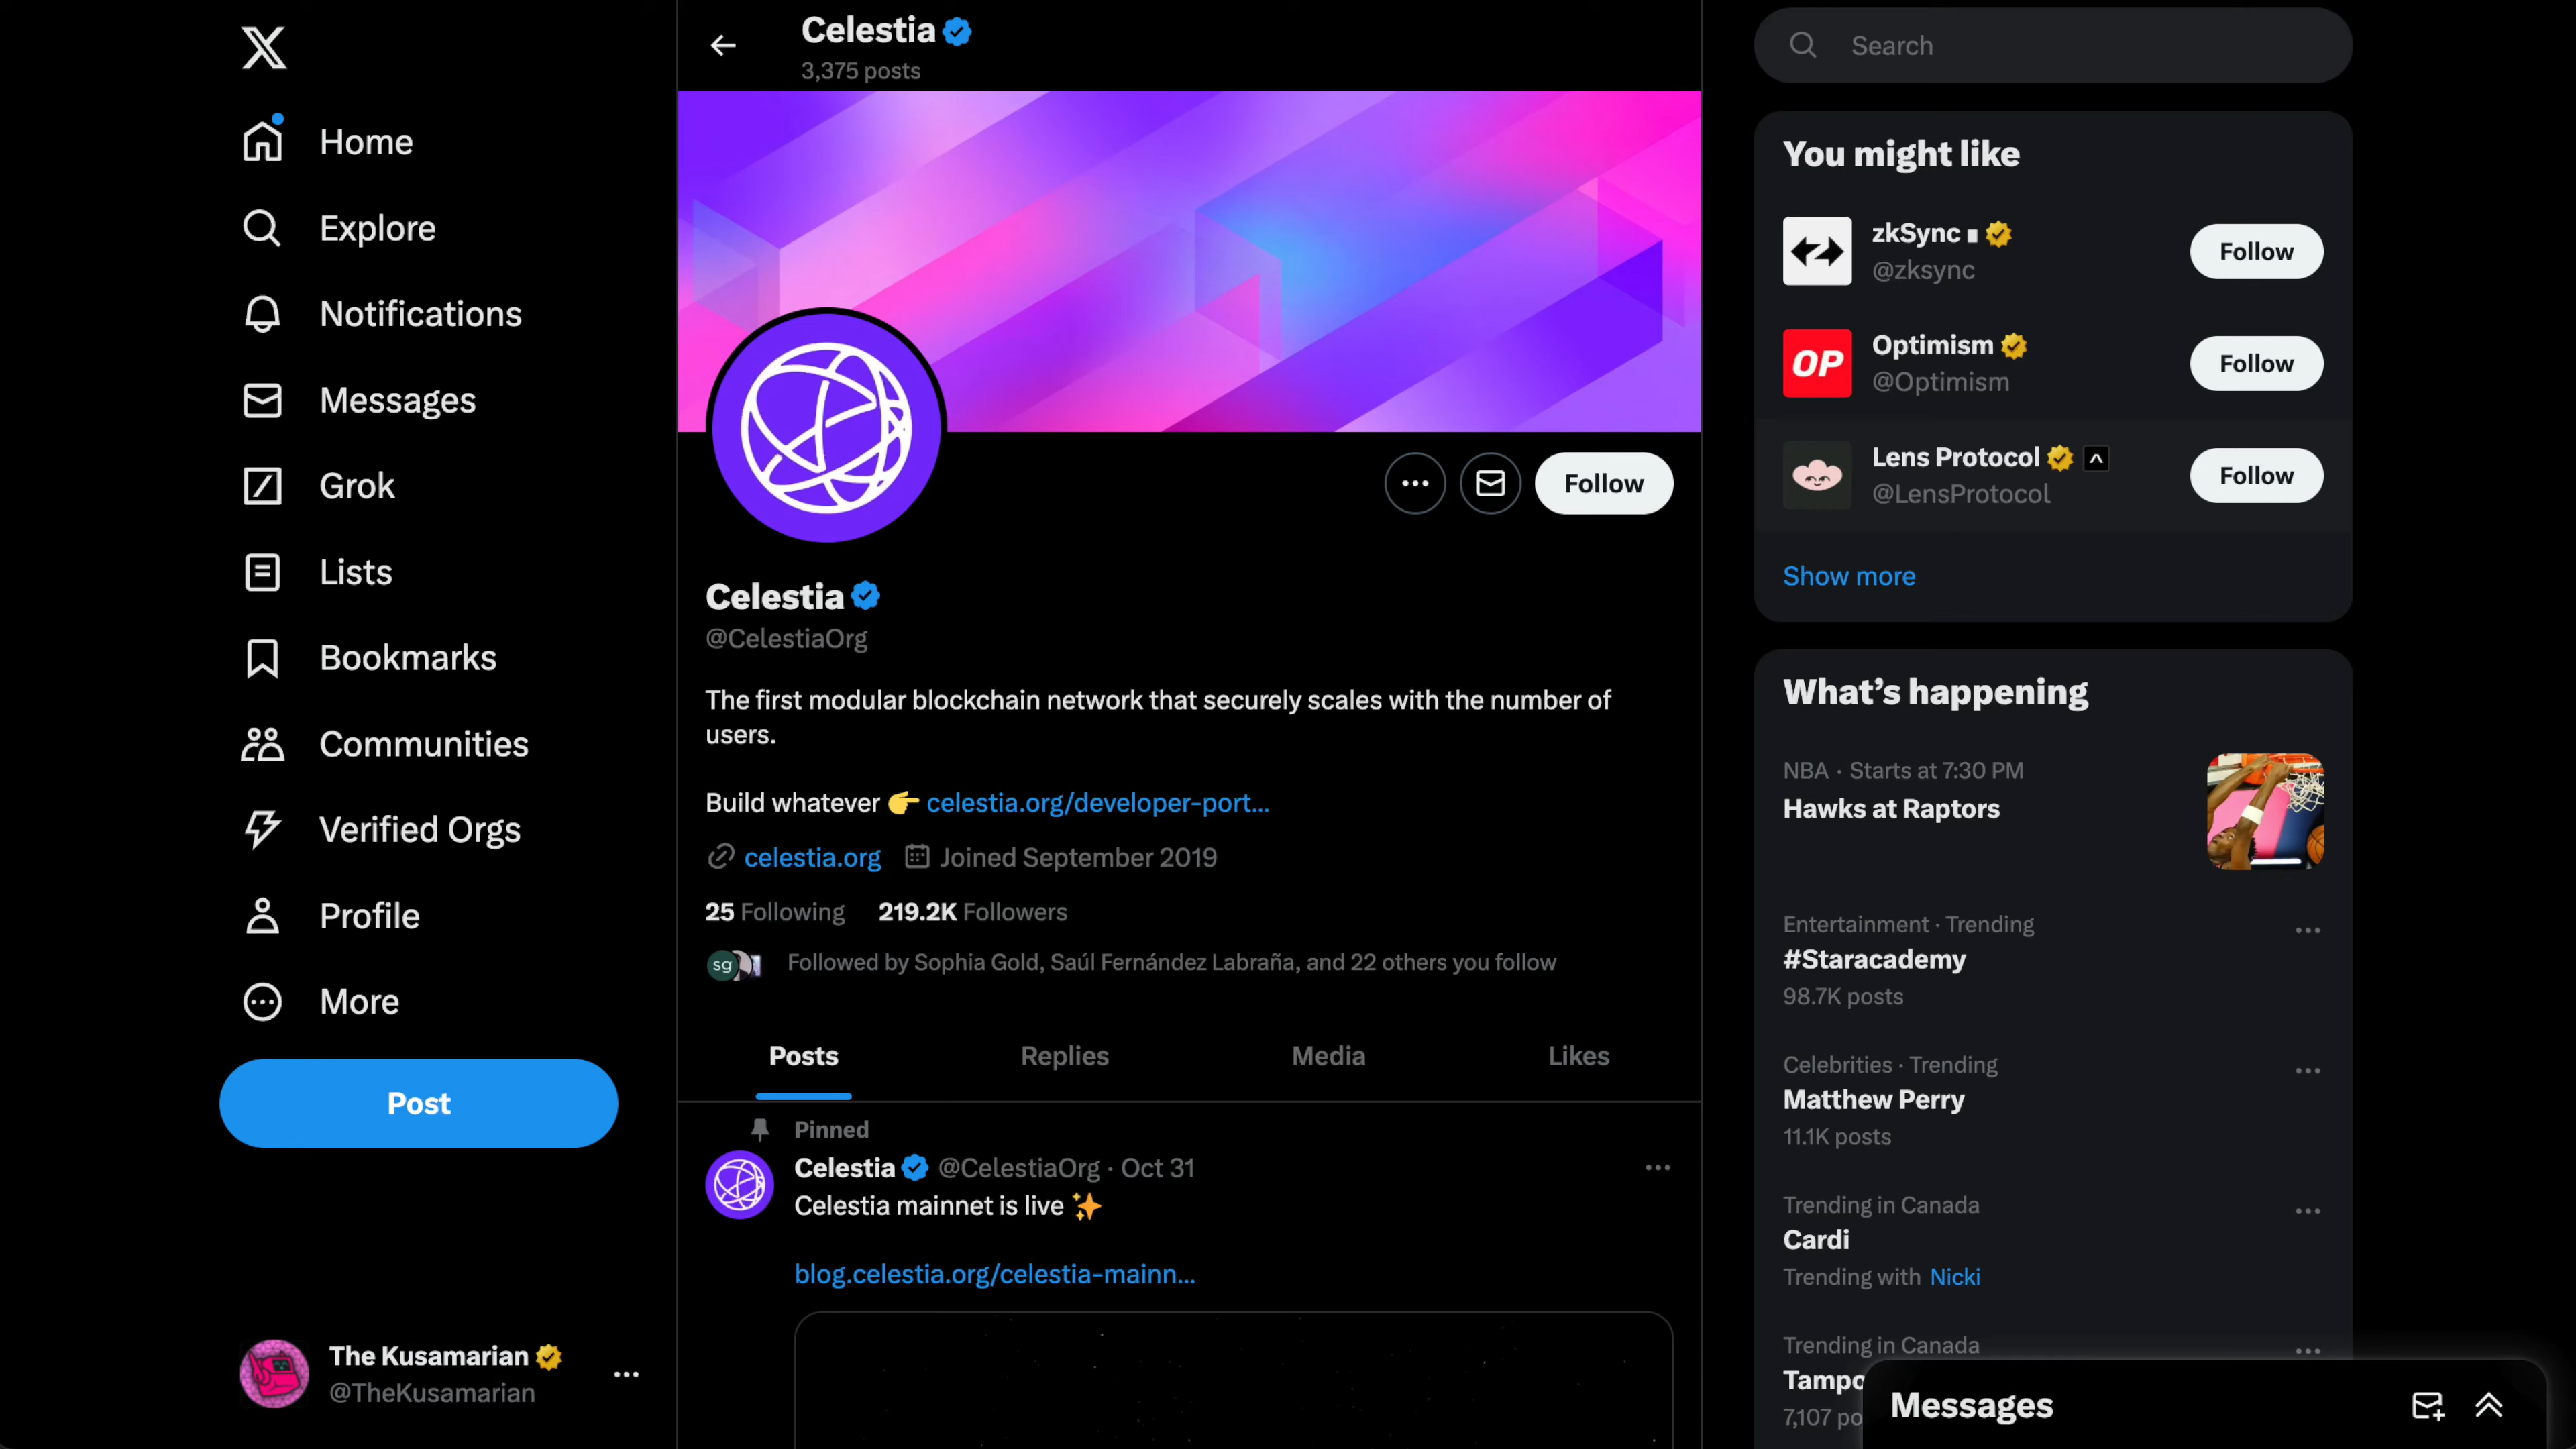 Home
Explore
Notifications
Messages
Grok
Lists
Bookmarks
Communities
Verified Orgs
Profile
More
Post
The Kusamarian
@TheKusamarian
Celestia
3,375 posts
Follow
Celestia
@CelestiaOrg
The first modular blockchain network that securely scales with the number of
users.
Build whatever 👉 celestia.org/developer-port...
celestia.org Joined September 2019
25 Following 219.2K Followers
sg Followed by Sophia Gold, Saúl Fernández Labraña, and 22 others you follow
Posts Replies Media Likes
Pinned
Celestia @CelestiaOrg · Oct 31
Celestia mainnet is live ✨
blog.celestia.org/celestia-mainn...
Search
You might like
zkSync
@zksync
Follow
OP
Optimism
@Optimism
Follow
Lens Protocol
@LensProtocol
Follow
Show more
What's happening
NBA · Starts at 7:30 PM
Hawks at Raptors
Entertainment · Trending
#Staracademy
98.7K posts
Celebrities · Trending
Matthew Perry
11.1K posts
Trending in Canada
Cardi
Trending with Nicki
Trending in Canada
Tampo
7,107 po
Messages